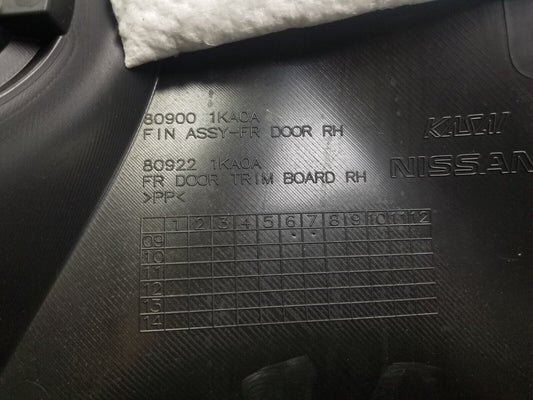 80900 1KA0A
FIN ASSY-FR DOOR RH
80922 1KA0A
FR DOOR TRIM BOARD RH
>PP<
KASAI
NISSAN
1 2 3 4 5 6 7 8 9 10 11 12
09
10
11
12
13
14